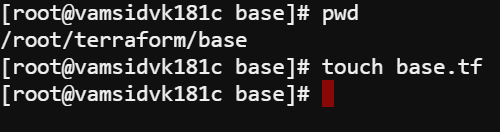 [root@vamsidvk181c base]# pwd
/root/terraform/base
[root@vamsidvk181c base]# touch base.tf
[root@vamsidvk181c base]#